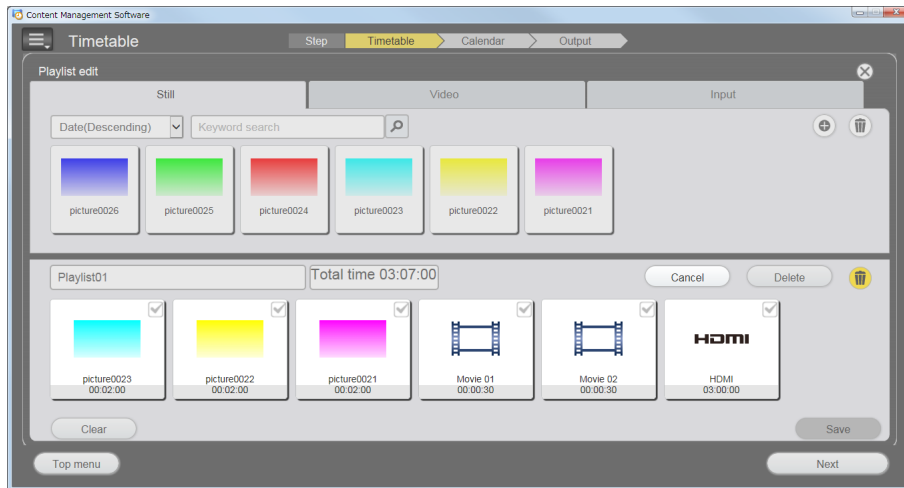 Content Management Software
Timetable
Step Timetable Calendar Output
Playlist edit
Still Video Input
Date(Descending) Keyword search
picture0026 picture0025 picture0024 picture0023 picture0022 picture0021
Playlist01 Total time 03:07:00 Cancel Delete
HDMI
picture0023 picture0022 picture0021 Movie 01 Movie 02 HDMI
00:02:00 00:02:00 00:02:00 00:00:30 00:00:30 03:00:00
Clear Save
Top menu Next